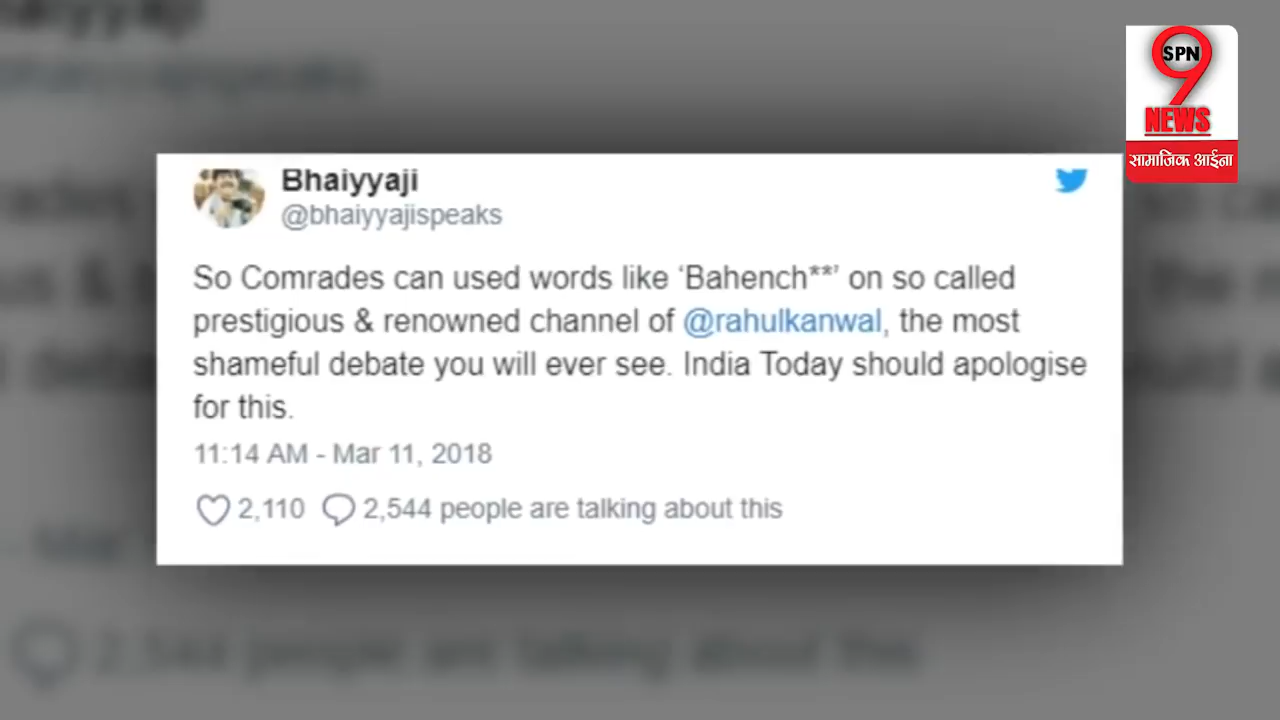 SPN
9
NEWS
सामाजिक आईना
Bhaiyyaji
@bhaiyyajispeaks
So Comrades can used words like ‘Bahench**’ on so called
prestigious & renowned channel of @rahulkanwal, the most
shameful debate you will ever see. India Today should apologise
for this.
11:14 AM - Mar 11, 2018
2,110 2,544 people are talking about this